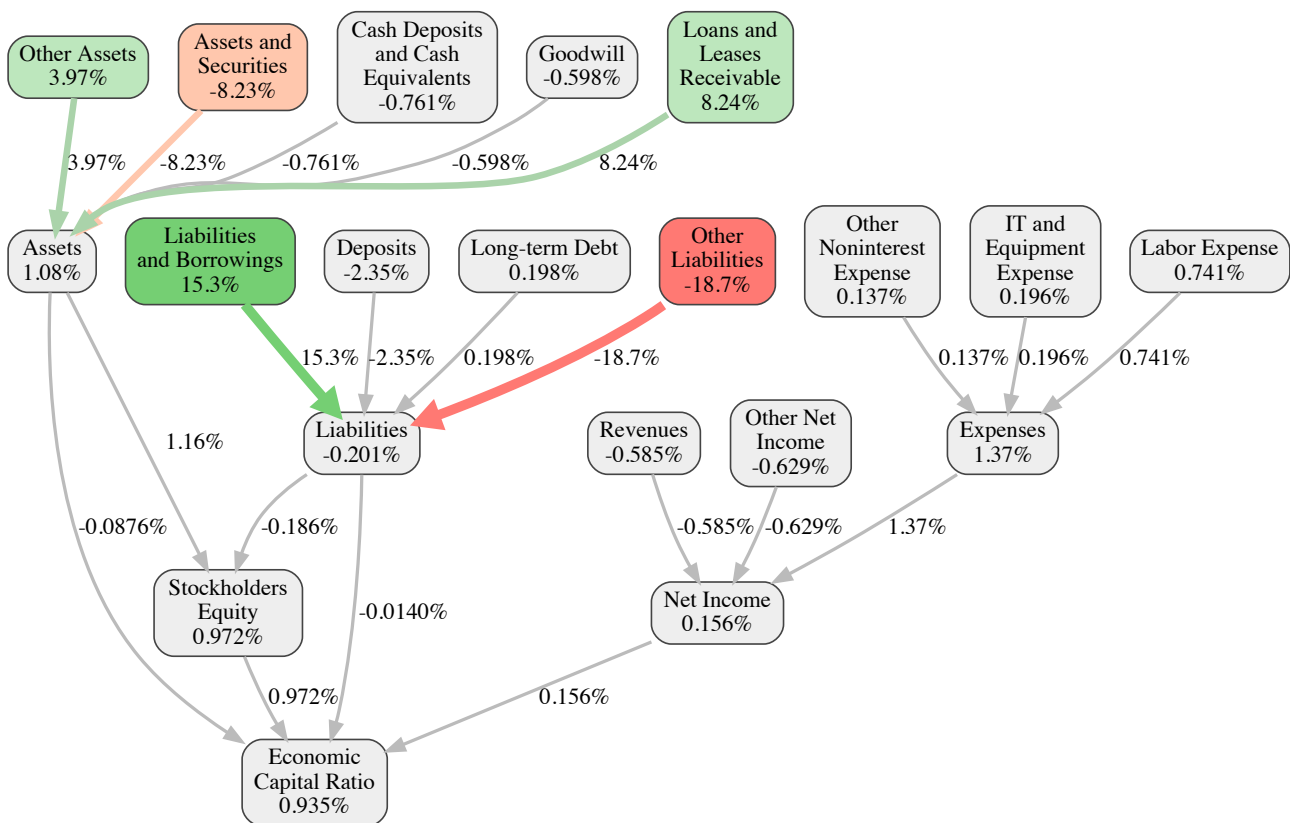 Other Assets
3.97%
Assets and
Securities
-8.23%
Cash Deposits
and Cash
Equivalents
-0.761%
Goodwill
-0.598%
Loans and
Leases
Receivable
8.24%
3.97%
-8.23%
-0.761%
-0.598%
8.24%
Assets
1.08%
Liabilities
and Borrowings
15.3%
Deposits
-2.35%
Long-term Debt
0.198%
Other
Liabilities
-18.7%
Other
Noninterest
Expense
0.137%
IT and
Equipment
Expense
0.196%
Labor Expense
0.741%
15.3%
-2.35%
0.198%
-18.7%
0.137%
0.196%
0.741%
Liabilities
-0.201%
Revenues
-0.585%
Other Net
Income
-0.629%
Expenses
1.37%
1.16%
-0.0876%
-0.186%
-0.585%
-0.629%
1.37%
Stockholders
Equity
0.972%
-0.0140%
Net Income
0.156%
0.972%
0.156%
Economic
Capital Ratio
0.935%